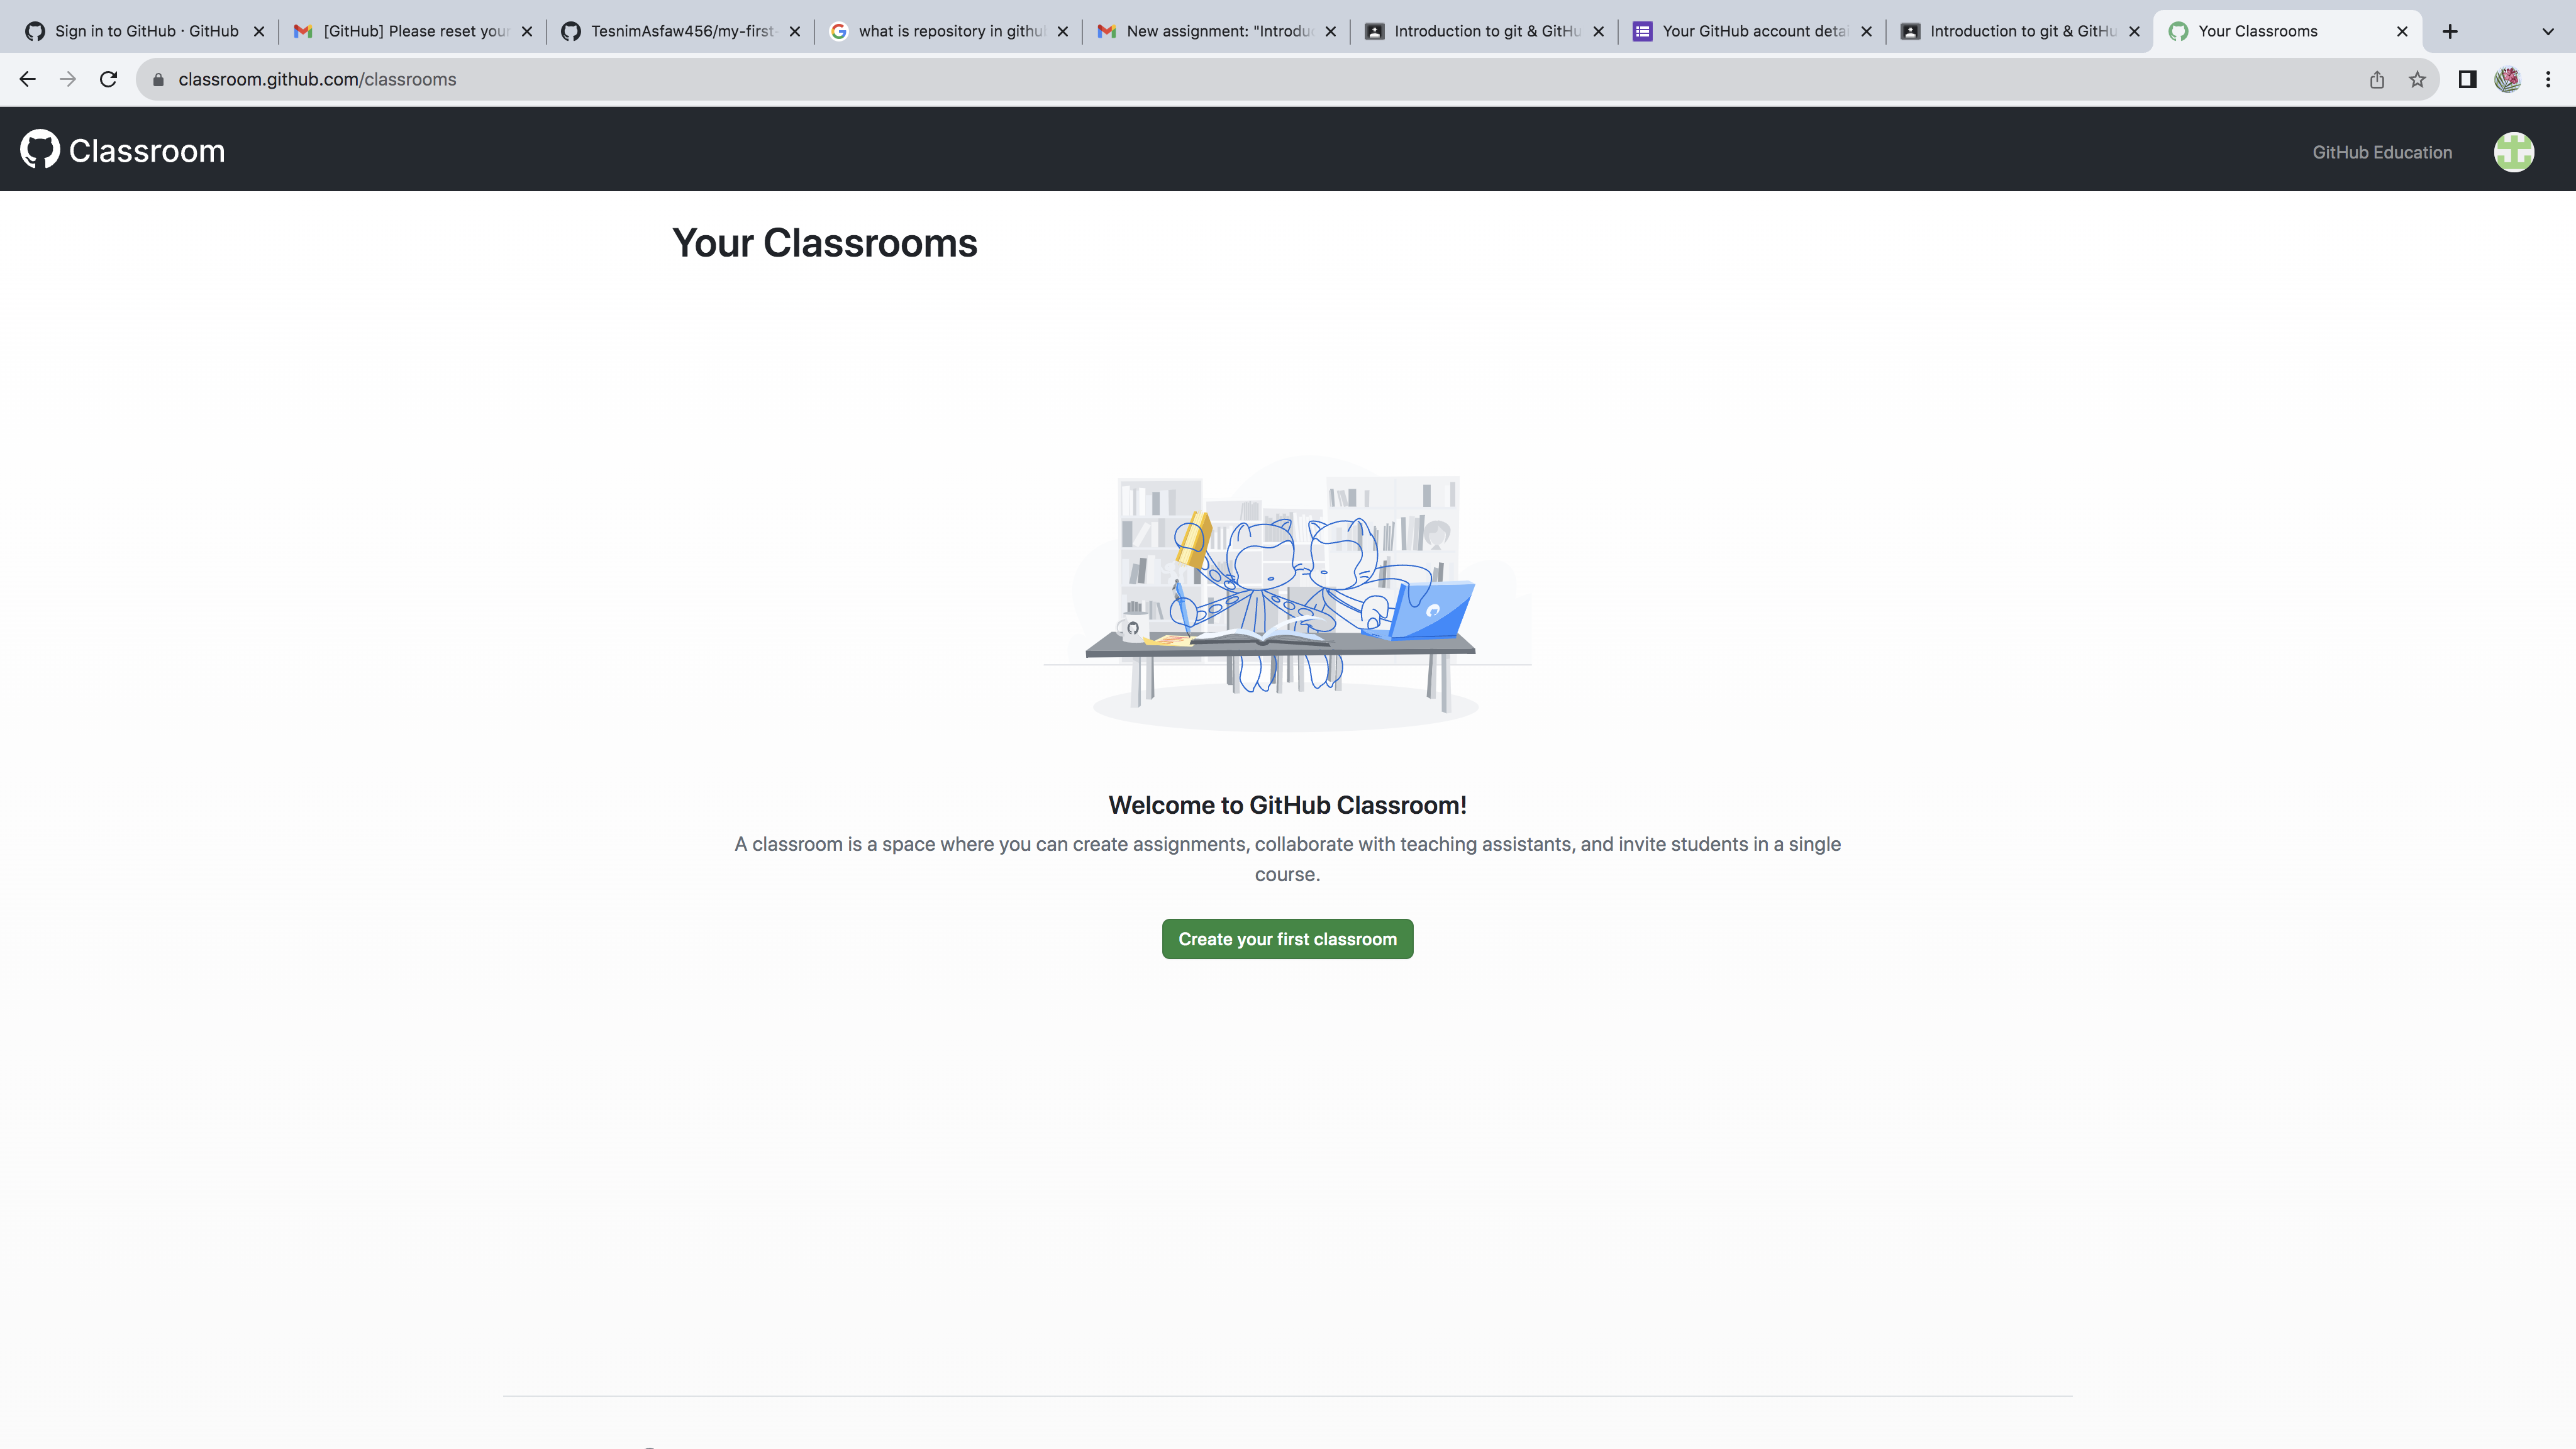 Sign in to GitHub · GitHub
[GitHub] Please reset your
TesnimAsfaw456/my-first-
what is repository in githu
New assignment: "Introdu
Introduction to git & GitHu
Your GitHub account detai
Introduction to git & GitHu
Your Classrooms
classroom.github.com/classrooms
Classroom
GitHub Education
Your Classrooms
Welcome to GitHub Classroom!
A classroom is a space where you can create assignments, collaborate with teaching assistants, and invite students in a single
course.
Create your first classroom